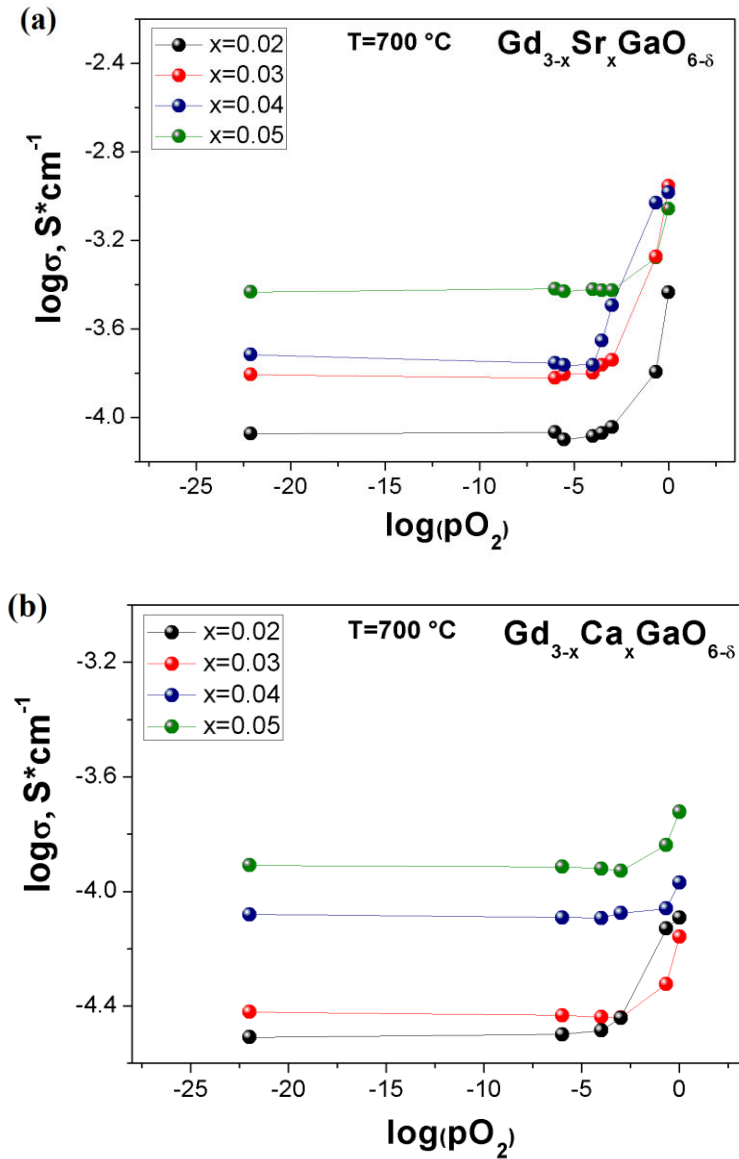 (a)
x=0.02
x=0.03
x=0.04
x=0.05
T=700 °C
Gd3-xSrxGaO6-δ
-2.4
-2.8
-3.2
-3.6
-4.0
logσ, S*cm-1
-25 -20 -15 -10 -5 0
log(pO2)
(b)
x=0.02
x=0.03
x=0.04
x=0.05
T=700 °C
Gd3-xCaxGaO6-δ
-3.2
-3.6
-4.0
-4.4
logσ, S*cm-1
-25 -20 -15 -10 -5 0
log(pO2)